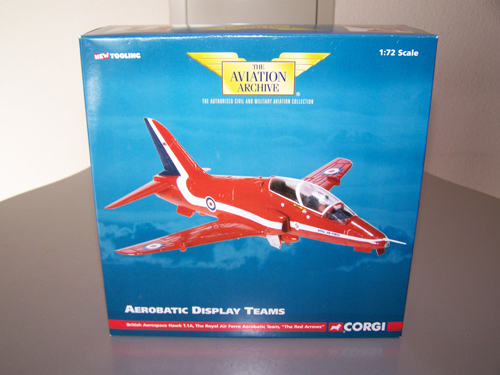 NEW TOOLING
1:72 Scale
THE
AVIATION
ARCHIVE
®
THE AUTHORISED CIVIL AND MILITARY AVIATION COLLECTION
AEROBATIC DISPLAY TEAMS
British Aerospace Hawk T.1A, The Royal Air Force Aerobatic Team, "The Red Arrows"
CORGI